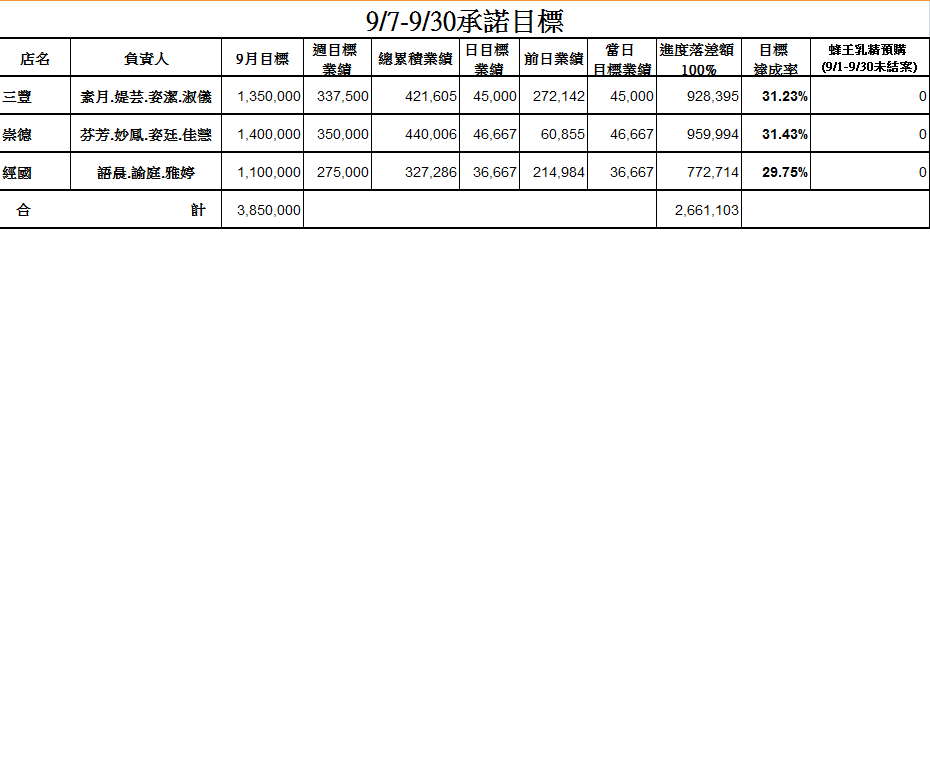 9/7-9/30承諾目標
店名 負責人 9月目標 週目標業績 總累積業績 日目標業績 前日業績 當日目標業績 進度落差額100% 目標達成率 蜂王乳精預購(9/1-9/30未結案)
三豐 素月.媞芸.姿潔.淑儀 1,350,000 337,500 421,605 45,000 272,142 45,000 928,395 31.23% 0
崇德 芬芳.妙鳳.姿廷.佳慧 1,400,000 350,000 440,006 46,667 60,855 46,667 959,994 31.43% 0
經國 語晨.諭庭.雅婷 1,100,000 275,000 327,286 36,667 214,984 36,667 772,714 29.75% 0
合計 3,850,000 2,661,103